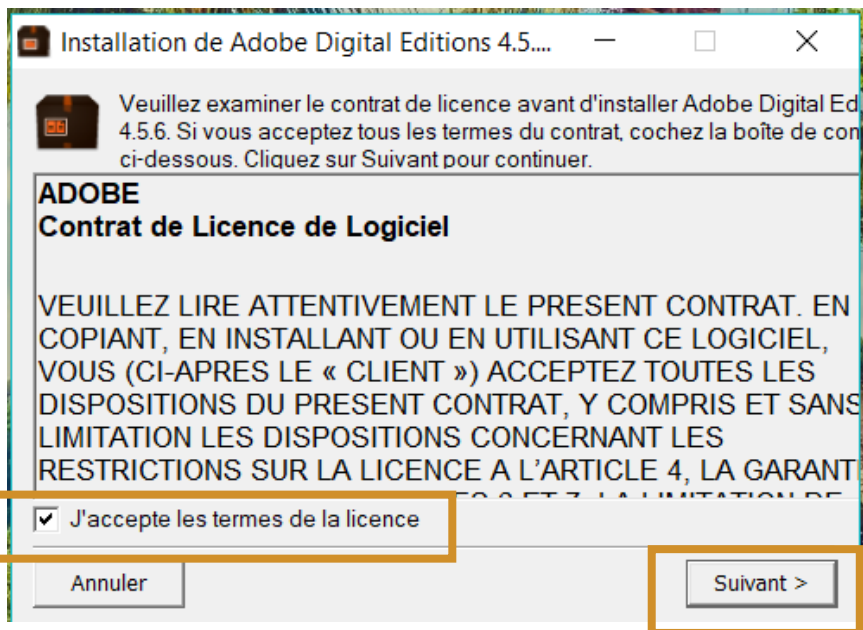 Installation de Adobe Digital Editions 4.5....
Veuillez examiner le contrat de licence avant d'installer Adobe Digital Ed
4.5.6. Si vous acceptez tous les termes du contrat, cochez la boîte de con
ci-dessous. Cliquez sur Suivant pour continuer.
ADOBE
Contrat de Licence de Logiciel
VEUILLEZ LIRE ATTENTIVEMENT LE PRESENT CONTRAT. EN
COPIANT, EN INSTALLANT OU EN UTILISANT CE LOGICIEL,
VOUS (CI-APRES LE « CLIENT ») ACCEPTEZ TOUTES LES
DISPOSITIONS DU PRESENT CONTRAT, Y COMPRIS ET SANS
LIMITATION LES DISPOSITIONS CONCERNANT LES
RESTRICTIONS SUR LA LICENCE A L'ARTICLE 4, LA GARANTI
J'accepte les termes de la licence
Annuler
Suivant >